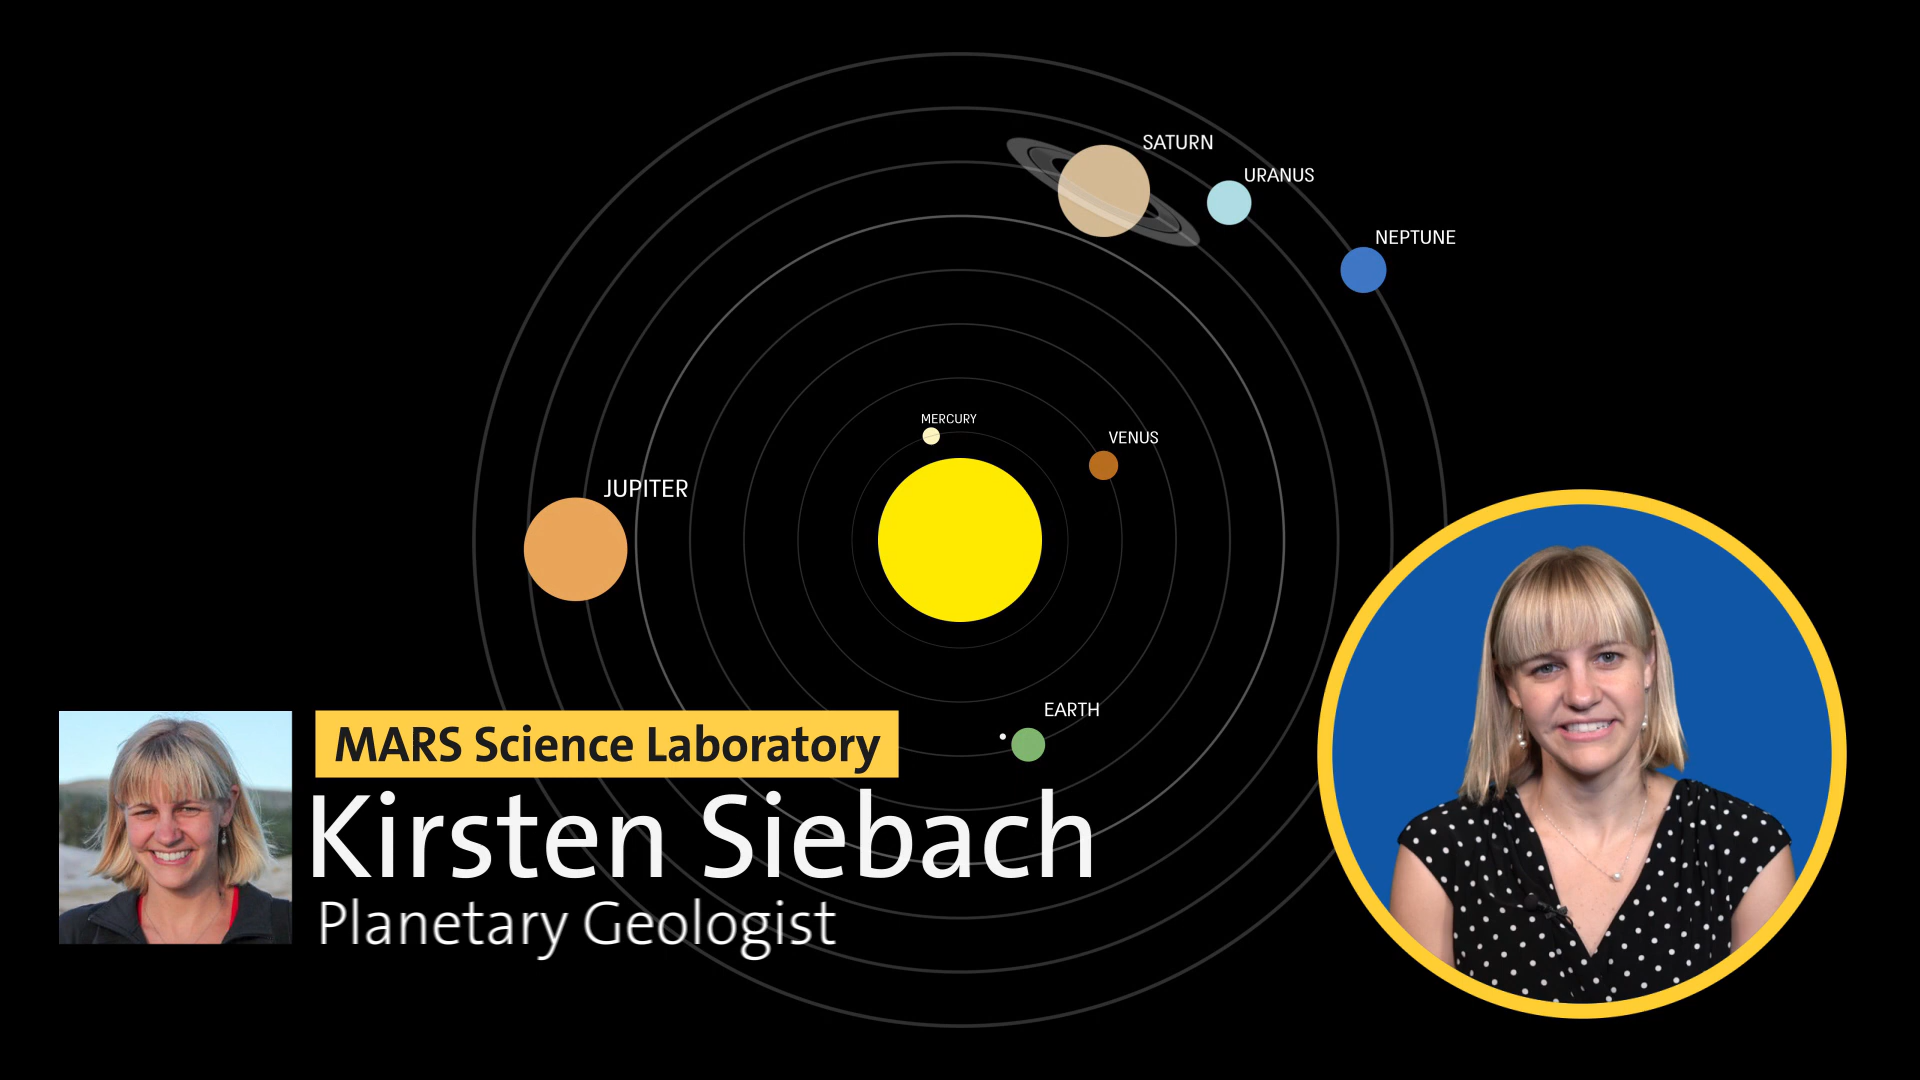 SATURN
URANUS
NEPTUNE
MERCURY
VENUS
JUPITER
EARTH
MARS Science Laboratory
Kirsten Siebach
Planetary Geologist